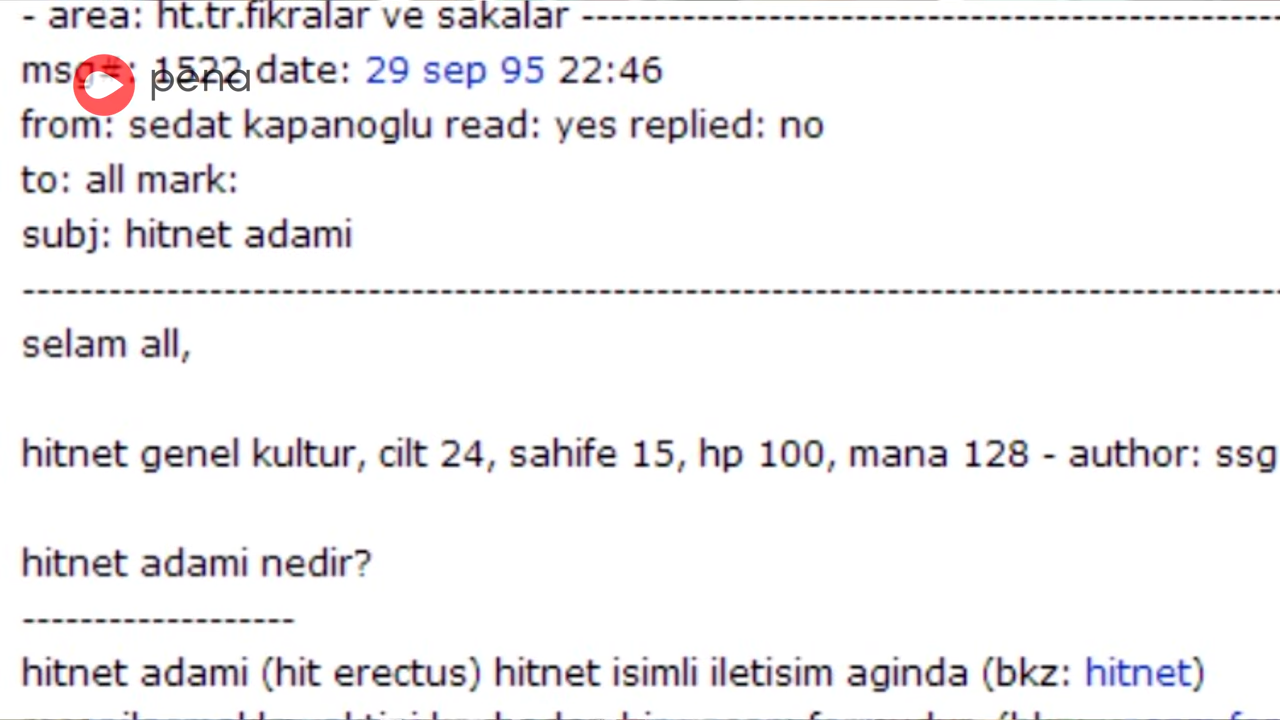 - area: ht.tr.fikralar ve sakalar ------------------------------------------------
msg#: 1522 date: 29 sep 95 22:46
pena
from: sedat kapanoglu read: yes replied: no
to: all mark:
subj: hitnet adami
--------------------------------------------------------------------------------
selam all,
hitnet genel kultur, cilt 24, sahife 15, hp 100, mana 128 - author: ssg
hitnet adami nedir?
-------------------
hitnet adami (hit erectus) hitnet isimli iletisim aginda (bkz: hitnet)